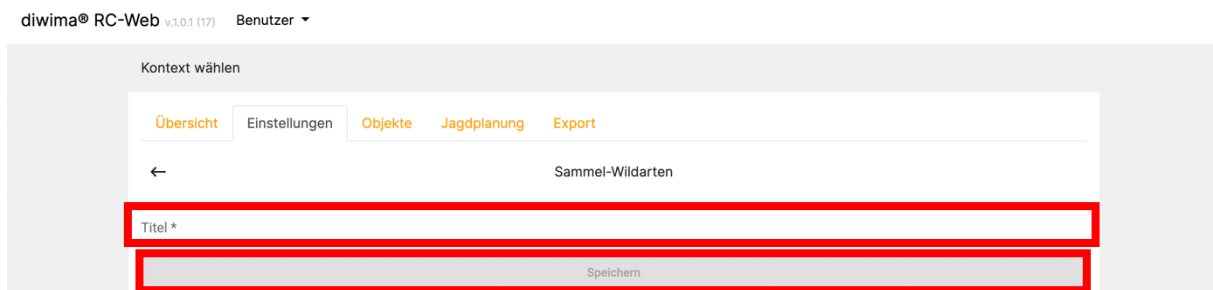 diwima® RC-Web v.1.0.1 (17) Benutzer
Kontext wählen
Übersicht Einstellungen Objekte Jagdplanung Export
Sammel-Wildarten
Titel *
Speichern